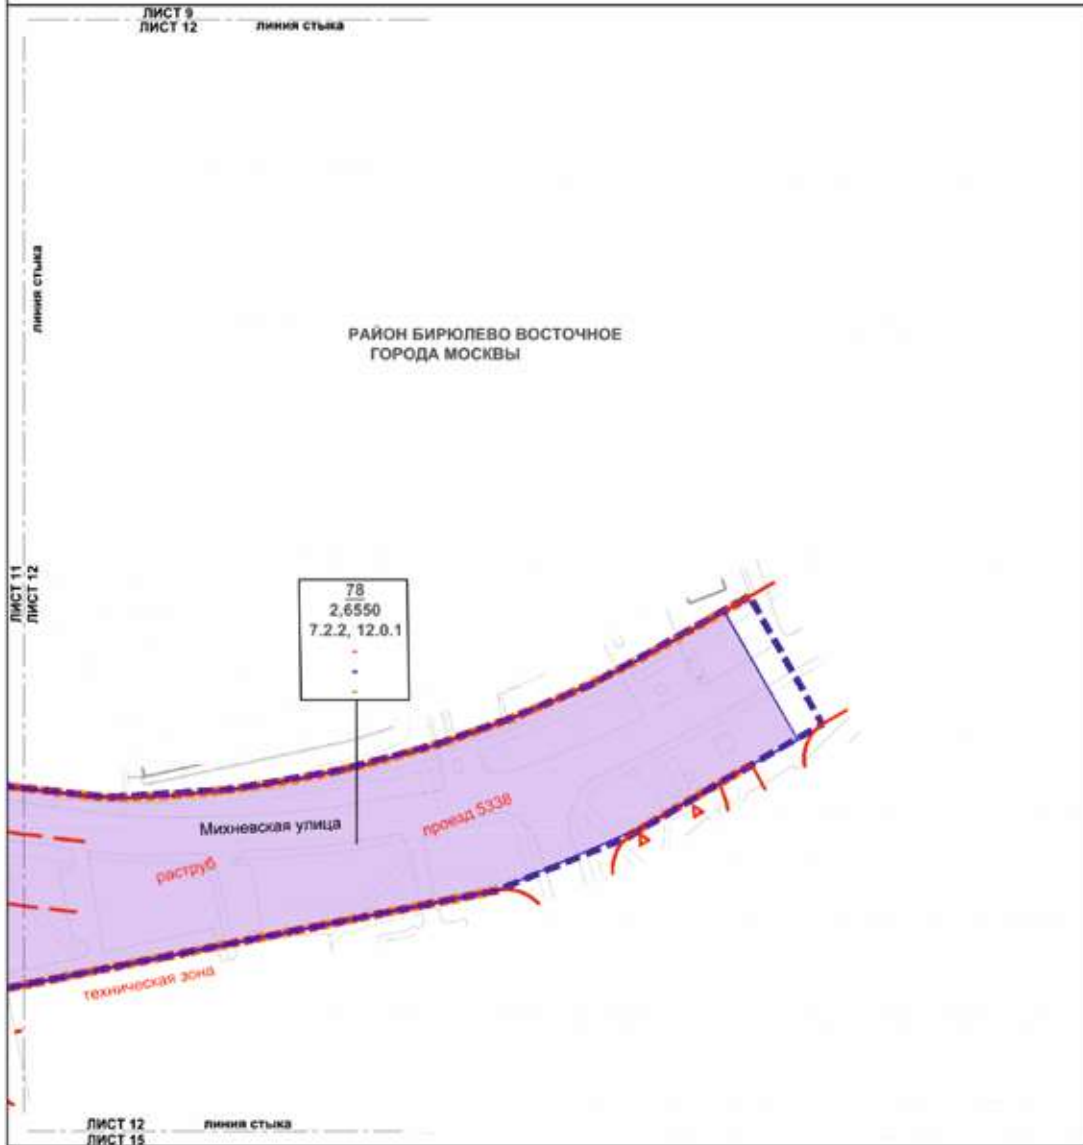 ЛИСТ 9
ЛИСТ 12
линия стыка
линия стыка
РАЙОН БИРЮЛЕВО ВОСТОЧНОЕ
ГОРОДА МОСКВЫ
ЛИСТ 11
ЛИСТ 12
78
2,6550
7.2.2, 12.0.1
-
-
-
Михневская улица
проезд 5338
раструб
техническая зона
ЛИСТ 12
линия стыка
ЛИСТ 15